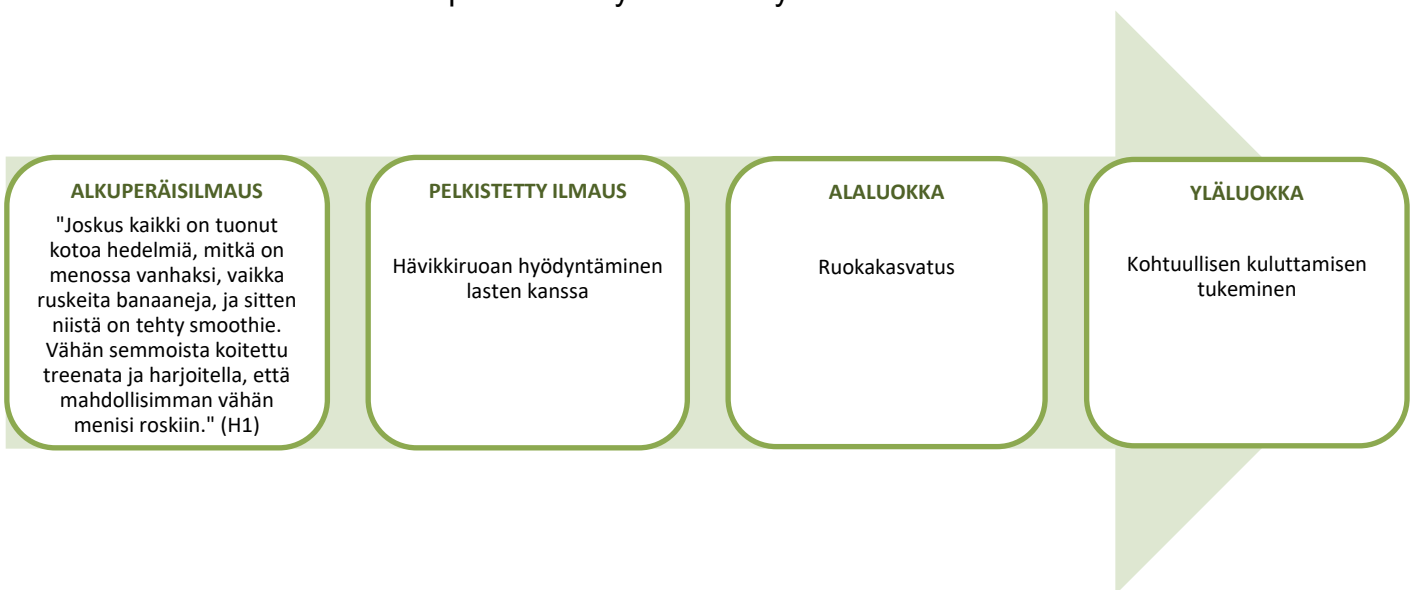 ALKUPERÄISILMAUS
"Joskus kaikki on tuonut
kotoa hedelmiä, mitkä on
menossa vanhaksi, vaikka
ruskeita banaaneja, ja sitten
niistä on tehty smoothie.
Vähän semmoista koitettu
treenata ja harjoitella, että
mahdollisimman vähän
menisi roskiin." (H1)
PELKISTETTY ILMAUS
Hävikkiruoan hyödyntäminen
lasten kanssa
ALALUOKKA
Ruokakasvatus
YLÄLUOKKA
Kohtuullisen kuluttamisen
tukeminen